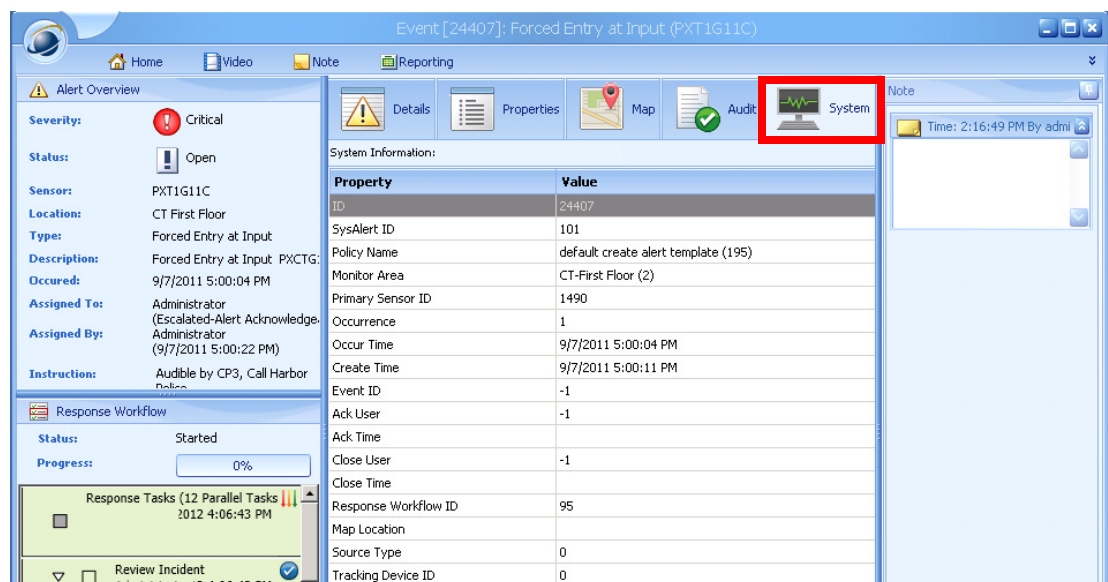 Event [24407]: Forced Entry at Input (PXT1G11C)
Home Video Note Reporting
Alert Overview
Severity: Critical
Status: Open
Sensor: PXT1G11C
Location: CT First Floor
Type: Forced Entry at Input
Description: Forced Entry at Input PXCTG:
Occured: 9/7/2011 5:00:04 PM
Assigned To: Administrator
(Escalated-Alert Acknowledge
Assigned By: Administrator
(9/7/2011 5:00:22 PM)
Instruction: Audible by CP3, Call Harbor
Police
Response Workflow
Status: Started
Progress: 0%
Response Tasks (12 Parallel Tasks
2012 4:06:43 PM
Review Incident
Details Properties Map Audit System
System Information:
Property Value
ID 24407
SysAlert ID 101
Policy Name default create alert template (195)
Monitor Area CT-First Floor (2)
Primary Sensor ID 1490
Occurrence 1
Occur Time 9/7/2011 5:00:04 PM
Create Time 9/7/2011 5:00:11 PM
Event ID -1
Ack User -1
Ack Time
Close User -1
Close Time
Response Workflow ID 95
Map Location
Source Type 0
Tracking Device ID 0
Note
Time: 2:16:49 PM By admi